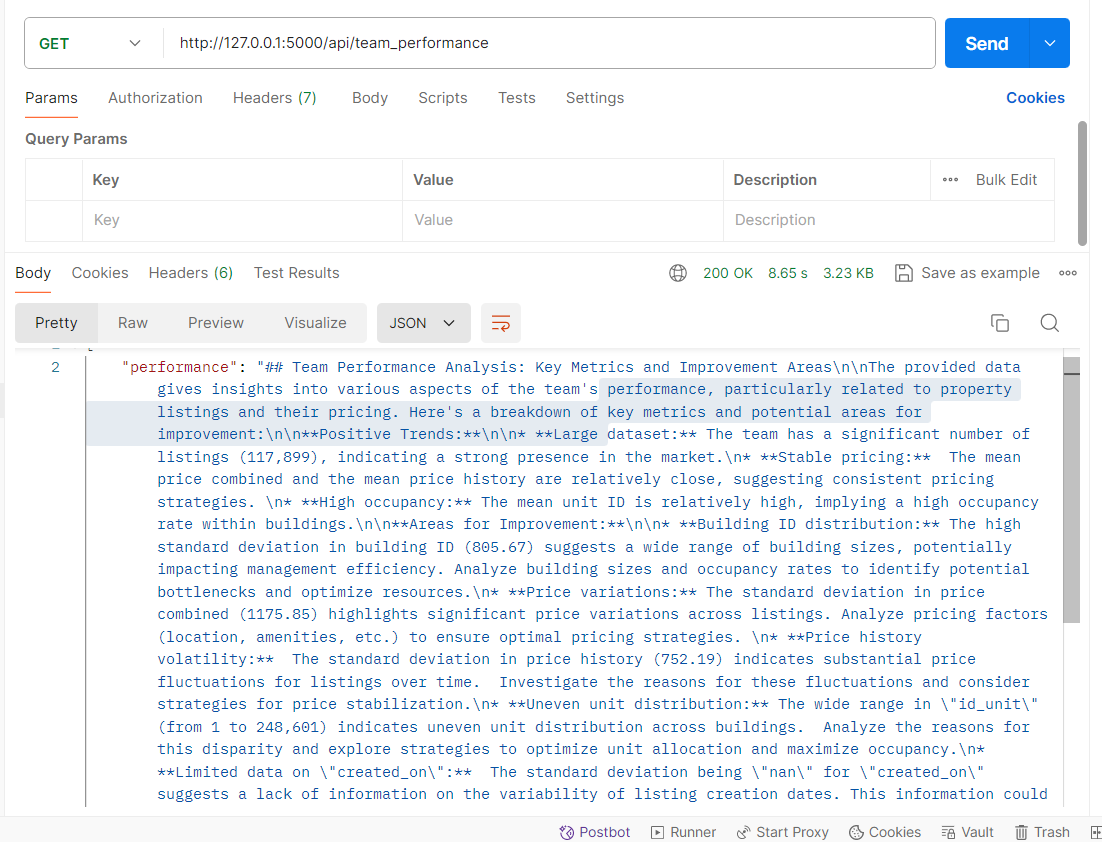 GET
http://127.0.0.1:5000/api/team_performance
Send
Params Authorization Headers (7) Body Scripts Tests Settings Cookies
Query Params
Key Value Description Bulk Edit
Key Value Description
Body Cookies Headers (6) Test Results 200 OK 8.65 s 3.23 KB Save as example
Pretty Raw Preview Visualize JSON
2 "performance": "## Team Performance Analysis: Key Metrics and Improvement Areas\n\nThe provided data
gives insights into various aspects of the team's performance, particularly related to property
listings and their pricing. Here's a breakdown of key metrics and potential areas for
improvement:\n\n**Positive Trends:**\n\n* **Large dataset:** The team has a significant number of
listings (117,899), indicating a strong presence in the market.\n* **Stable pricing:**  The mean
price combined and the mean price history are relatively close, suggesting consistent pricing
strategies. \n* **High occupancy:** The mean unit ID is relatively high, implying a high occupancy
rate within buildings.\n\n**Areas for Improvement:**\n\n* **Building ID distribution:** The high
standard deviation in building ID (805.67) suggests a wide range of building sizes, potentially
impacting management efficiency. Analyze building sizes and occupancy rates to identify potential
bottlenecks and optimize resources.\n* **Price variations:** The standard deviation in price
combined (1175.85) highlights significant price variations across listings. Analyze pricing factors
(location, amenities, etc.) to ensure optimal pricing strategies. \n* **Price history
volatility:**  The standard deviation in price history (752.19) indicates substantial price
fluctuations for listings over time.  Investigate the reasons for these fluctuations and consider
strategies for price stabilization.\n* **Uneven unit distribution:** The wide range in \"id_unit\"
(from 1 to 248,601) indicates uneven unit distribution across buildings.  Analyze the reasons for
this disparity and explore strategies to optimize unit allocation and maximize occupancy.\n*
**Limited data on \"created_on\":**  The standard deviation being \"nan\" for \"created_on\"
suggests a lack of information on the variability of listing creation dates. This information could
Postbot Runner Start Proxy Cookies Vault Trash